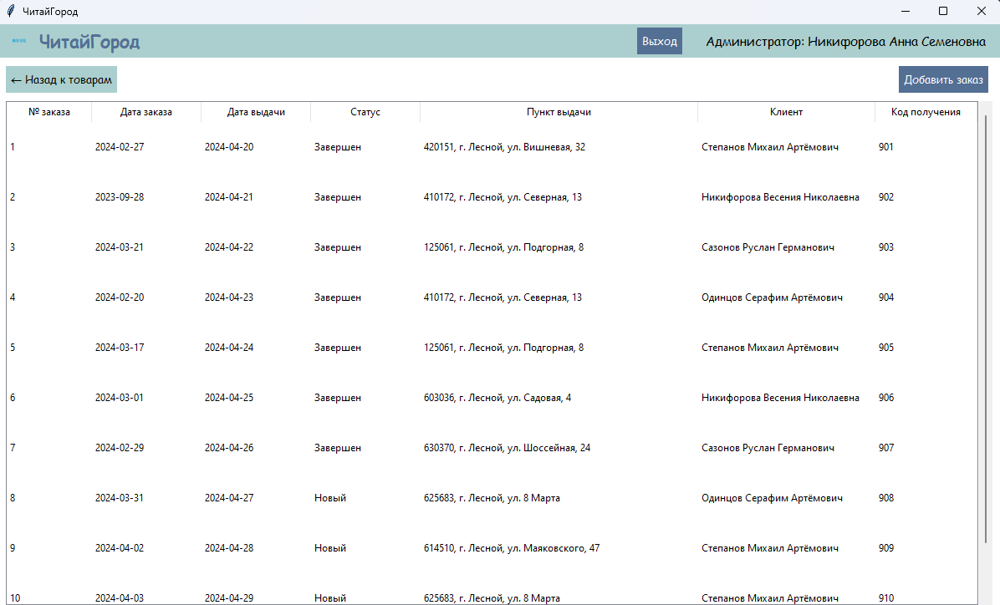 ЧитайГород
ЧитайГород Выход Администратор: Никифорова Анна Семеновна
← Назад к товарам Добавить заказ
№ заказа Дата заказа Дата выдачи Статус Пункт выдачи Клиент Код получения
1 2024-02-27 2024-04-20 Завершен 420151, г. Лесной, ул. Вишневая, 32 Степанов Михаил Артёмович 901
2 2023-09-28 2024-04-21 Завершен 410172, г. Лесной, ул. Северная, 13 Никифорова Весения Николаевна 902
3 2024-03-21 2024-04-22 Завершен 125061, г. Лесной, ул. Подгорная, 8 Сазонов Руслан Германович 903
4 2024-02-20 2024-04-23 Завершен 410172, г. Лесной, ул. Северная, 13 Одинцов Серафим Артёмович 904
5 2024-03-17 2024-04-24 Завершен 125061, г. Лесной, ул. Подгорная, 8 Степанов Михаил Артёмович 905
6 2024-03-01 2024-04-25 Завершен 603036, г. Лесной, ул. Садовая, 4 Никифорова Весения Николаевна 906
7 2024-02-29 2024-04-26 Завершен 630370, г. Лесной, ул. Шоссейная, 24 Сазонов Руслан Германович 907
8 2024-03-31 2024-04-27 Новый 625683, г. Лесной, ул. 8 Марта Одинцов Серафим Артёмович 908
9 2024-04-02 2024-04-28 Новый 614510, г. Лесной, ул. Маяковского, 47 Степанов Михаил Артёмович 909
10 2024-04-03 2024-04-29 Новый 625683, г. Лесной, ул. 8 Марта Степанов Михаил Артёмович 910